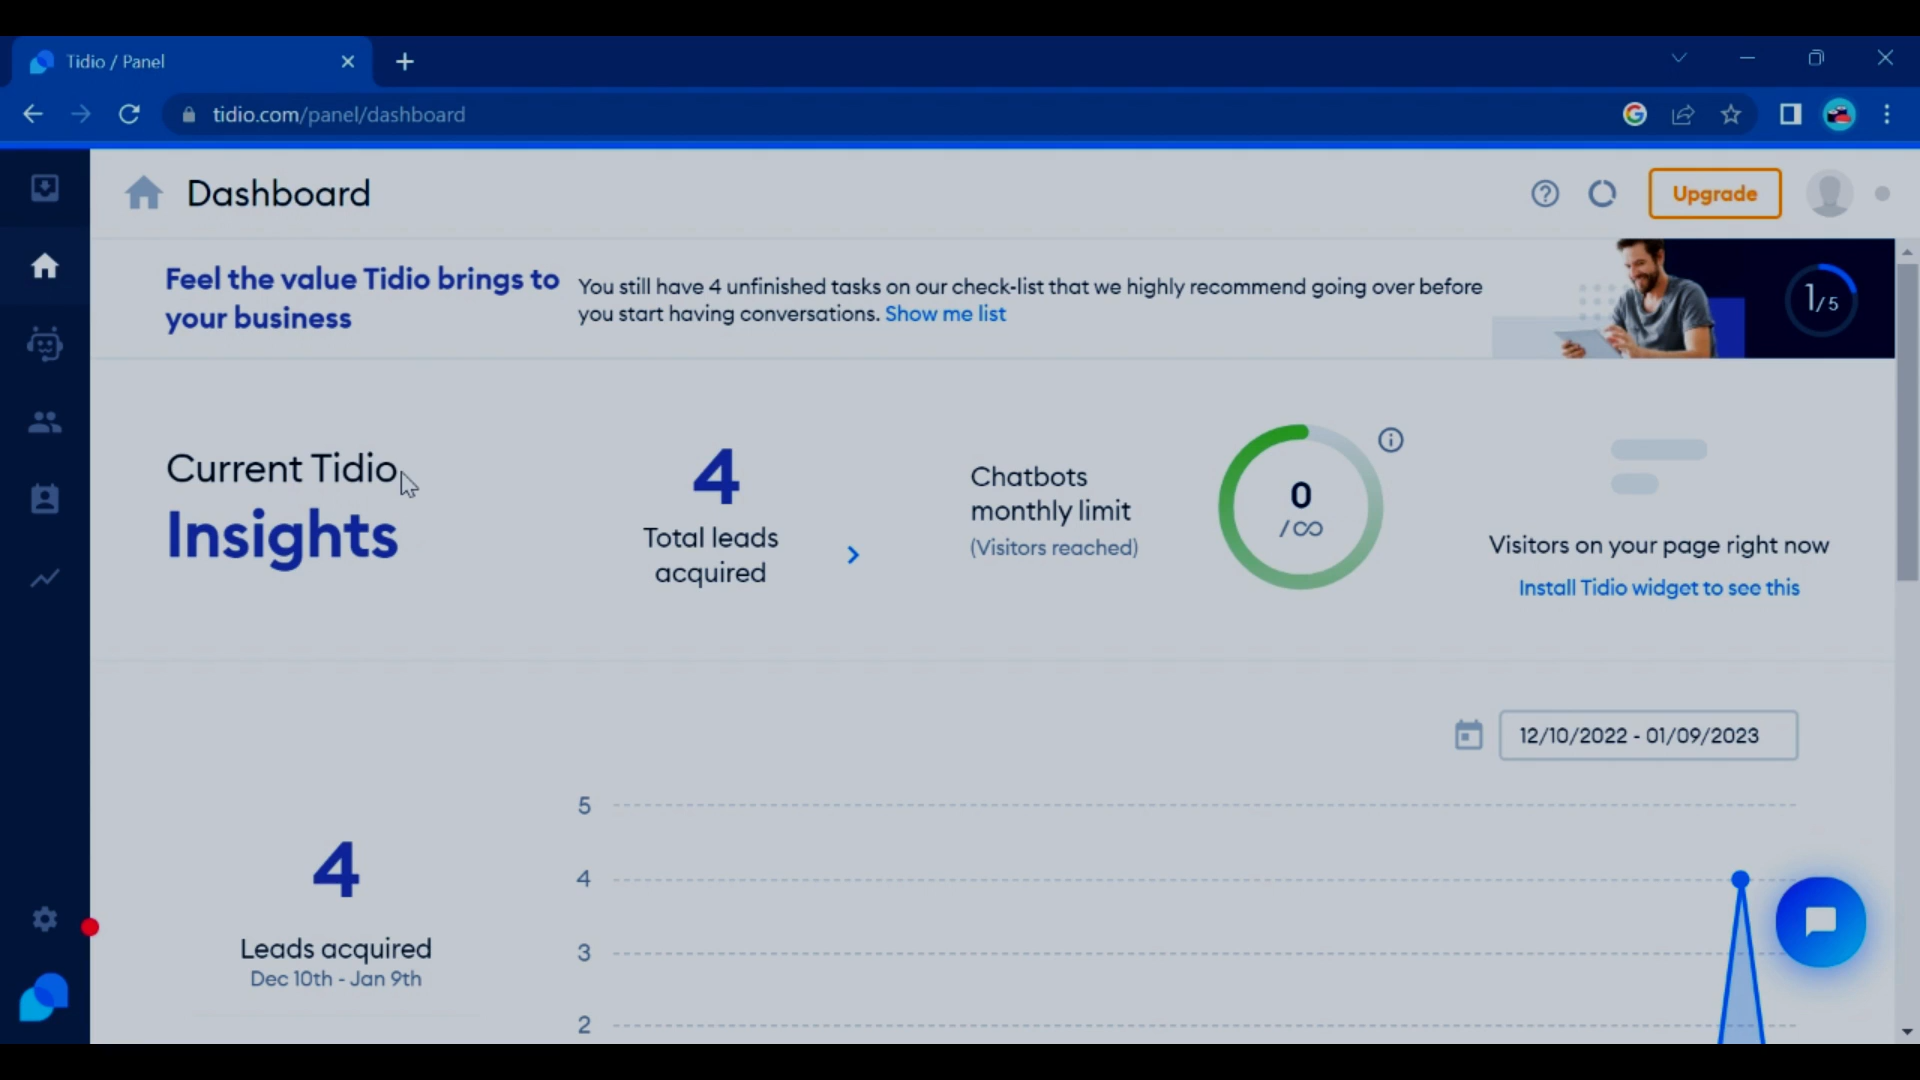 Tidio / Panel
tidio.com/panel/dashboard
Dashboard
Upgrade
Feel the value Tidio brings to
your business
You still have 4 unfinished tasks on our check-list that we highly recommend going over before
you start having conversations. Show me list
1/5
Current Tidio
Insights
4
Total leads
acquired
Chatbots
monthly limit
(Visitors reached)
0
/∞
Visitors on your page right now
Install Tidio widget to see this
12/10/2022 - 01/09/2023
5
4
3
2
4
Leads acquired
Dec 10th - Jan 9th